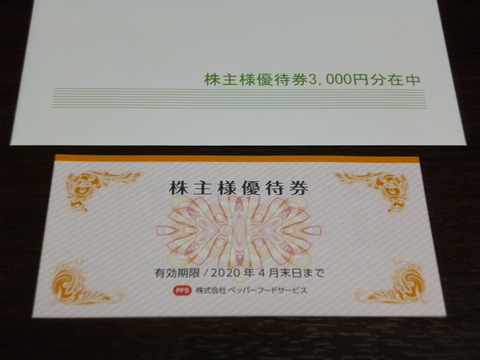 株主様優待券3,000円分在中
株主様優待券
有効期限/2020年4月末日まで
PFS 株式会社ペッパーフードサービス